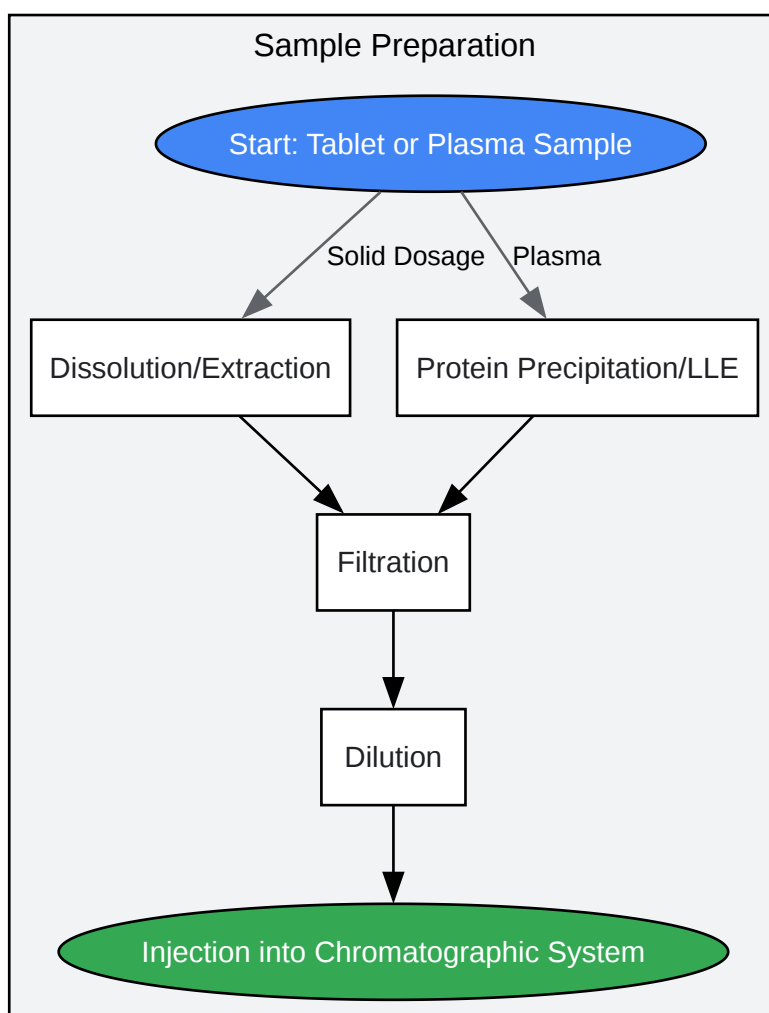 Sample Preparation
Start: Tablet or Plasma Sample
Solid Dosage
Plasma
Dissolution/Extraction
Protein Precipitation/LLE
Filtration
Dilution
Injection into Chromatographic System